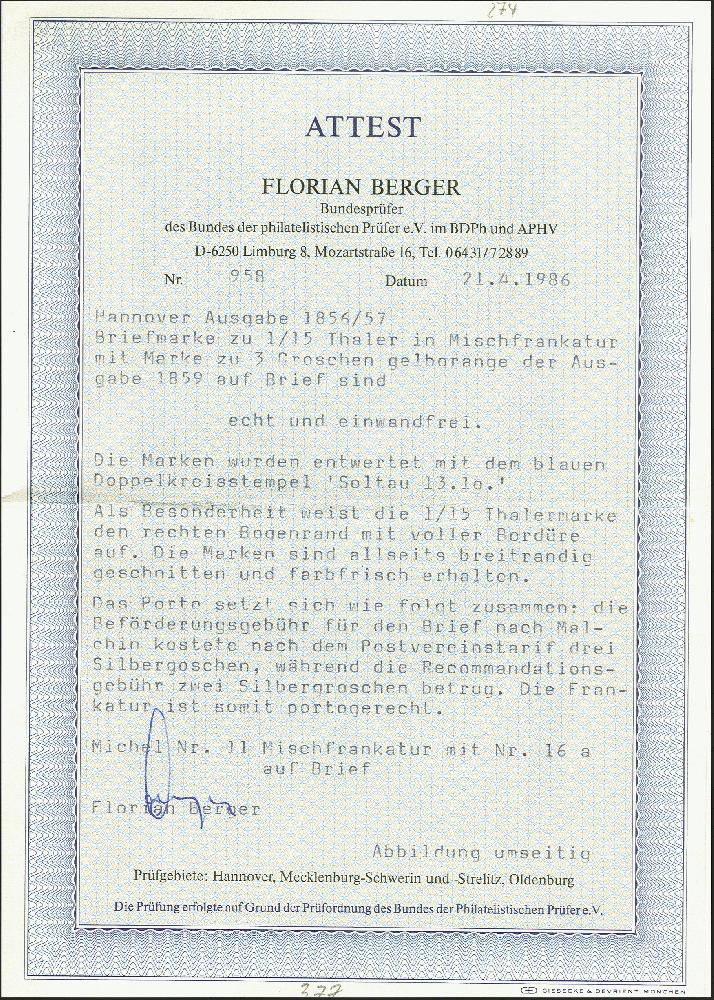 274
ATTEST
FLORIAN BERGER
Bundesprüfer
des Bundes der philatelistischen Prüfer e.V. im BDPh und APHV
D-6250 Limburg 8, Mozartstraße 16, Tel. 06431/72889
Nr. 958 Datum 21.4.1986
Hannover Ausgabe 1856/57
Briefmarke zu 1/15 Thaler in Mischfrankatur
mit Marke zu 3 Groschen gelborange der Aus-
gabe 1859 auf Brief sind
echt und einwandfrei.
Die Marken wurden entwertet mit dem blauen
Doppelkreisstempel 'Soltau 13.10.'
Als Besonderheit weist die 1/15 Thalermarke
den rechten Bogenrand mit voller Bordüre
auf. Die Marken sind allseits breitrandig
geschnitten und farbfrisch erhalten.
Das Porto setzt sich wie folgt zusammen: die
Beförderungsgebühr für den Brief nach Mal-
chin kostete nach dem Postvereinstarif drei
Silbergoschen, während die Recommandations-
gebühr zwei Silbergroschen betrug. Die Fran-
katur ist somit portogerecht.
Michel Nr. 11 Mischfrankatur mit Nr. 16 a
auf Brief
Florian Berger
Abbildung umseitig
Prüfgebiete: Hannover, Mecklenburg-Schwerin und -Strelitz, Oldenburg
Die Prüfung erfolgte auf Grund der Prüfordnung des Bundes der Philatelistischen Prüfer e.V.
377
GIESECKE & DEVRIENT MÜNCHEN